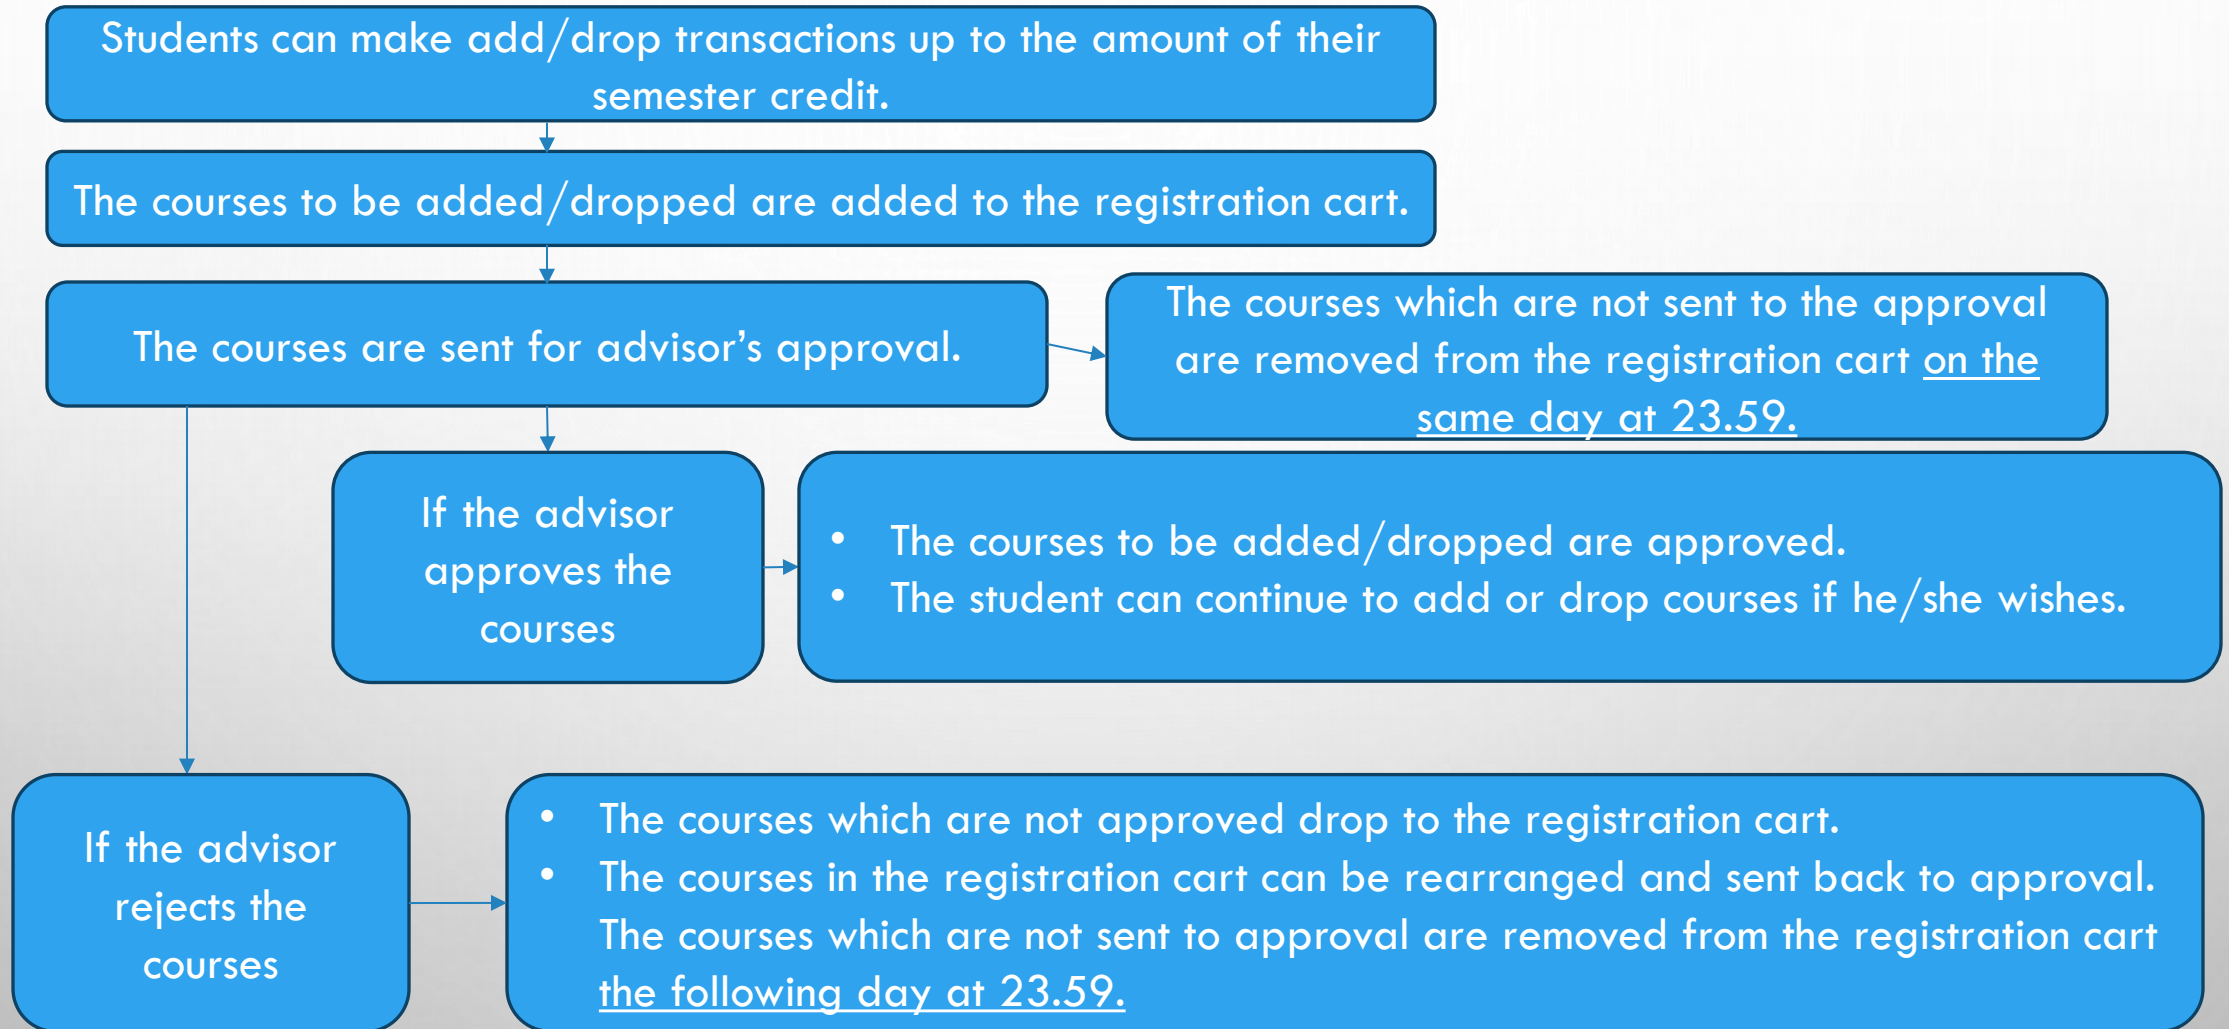 Students can make add/drop transactions up to the amount of their
semester credit.
The courses to be added/dropped are added to the registration cart.
The courses are sent for advisor’s approval.
The courses which are not sent to the approval
are removed from the registration cart on the
same day at 23.59.
If the advisor
approves the
courses
• The courses to be added/dropped are approved.
• The student can continue to add or drop courses if he/she wishes.
If the advisor
rejects the
courses
• The courses which are not approved drop to the registration cart.
• The courses in the registration cart can be rearranged and sent back to approval.
The courses which are not sent to approval are removed from the registration cart
the following day at 23.59.